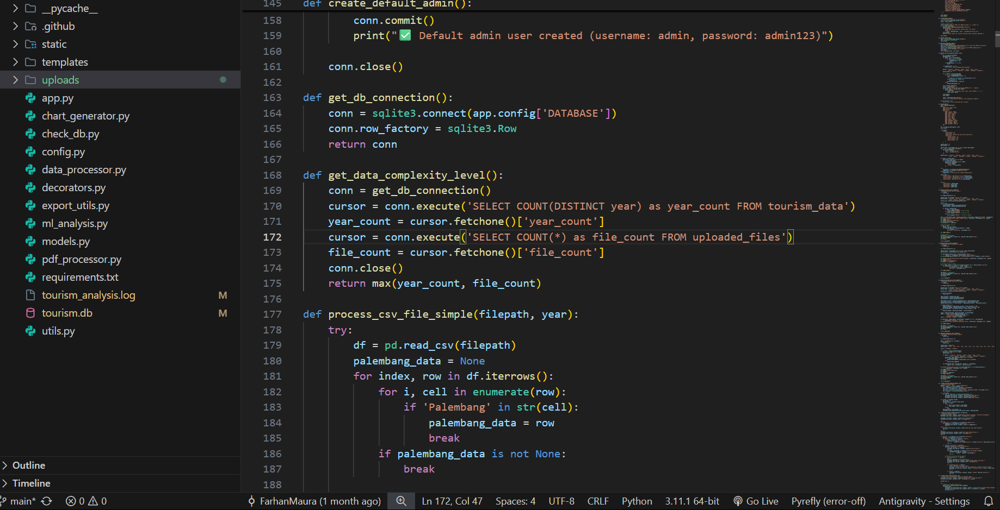 __pycache__
.github
static
templates
uploads
app.py
chart_generator.py
check_db.py
config.py
data_processor.py
decorators.py
export_utils.py
ml_analysis.py
models.py
pdf_processor.py
requirements.txt
tourism_analysis.log M
tourism.db M
utils.py
Outline
Timeline
145 def create_default_admin():
158 conn.commit()
159 print("✅ Default admin user created (username: admin, password: admin123)")
160
161 conn.close()
162
163 def get_db_connection():
164 conn = sqlite3.connect(app.config['DATABASE'])
165 conn.row_factory = sqlite3.Row
166 return conn
167
168 def get_data_complexity_level():
169 conn = get_db_connection()
170 cursor = conn.execute('SELECT COUNT(DISTINCT year) as year_count FROM tourism_data')
171 year_count = cursor.fetchone()['year_count']
172 cursor = conn.execute('SELECT COUNT(*) as file_count FROM uploaded_files')
173 file_count = cursor.fetchone()['file_count']
174 conn.close()
175 return max(year_count, file_count)
176
177 def process_csv_file_simple(filepath, year):
178 try:
179 df = pd.read_csv(filepath)
180 palembang_data = None
181 for index, row in df.iterrows():
182 for i, cell in enumerate(row):
183 if 'Palembang' in str(cell):
184 palembang_data = row
185 break
186 if palembang_data is not None:
187 break
188
main* 0 0 FarhanMaura (1 month ago) Ln 172, Col 47 Spaces: 4 UTF-8 CRLF Python 3.11.1 64-bit Go Live Pyrefly (error-off) Antigravity - Settings